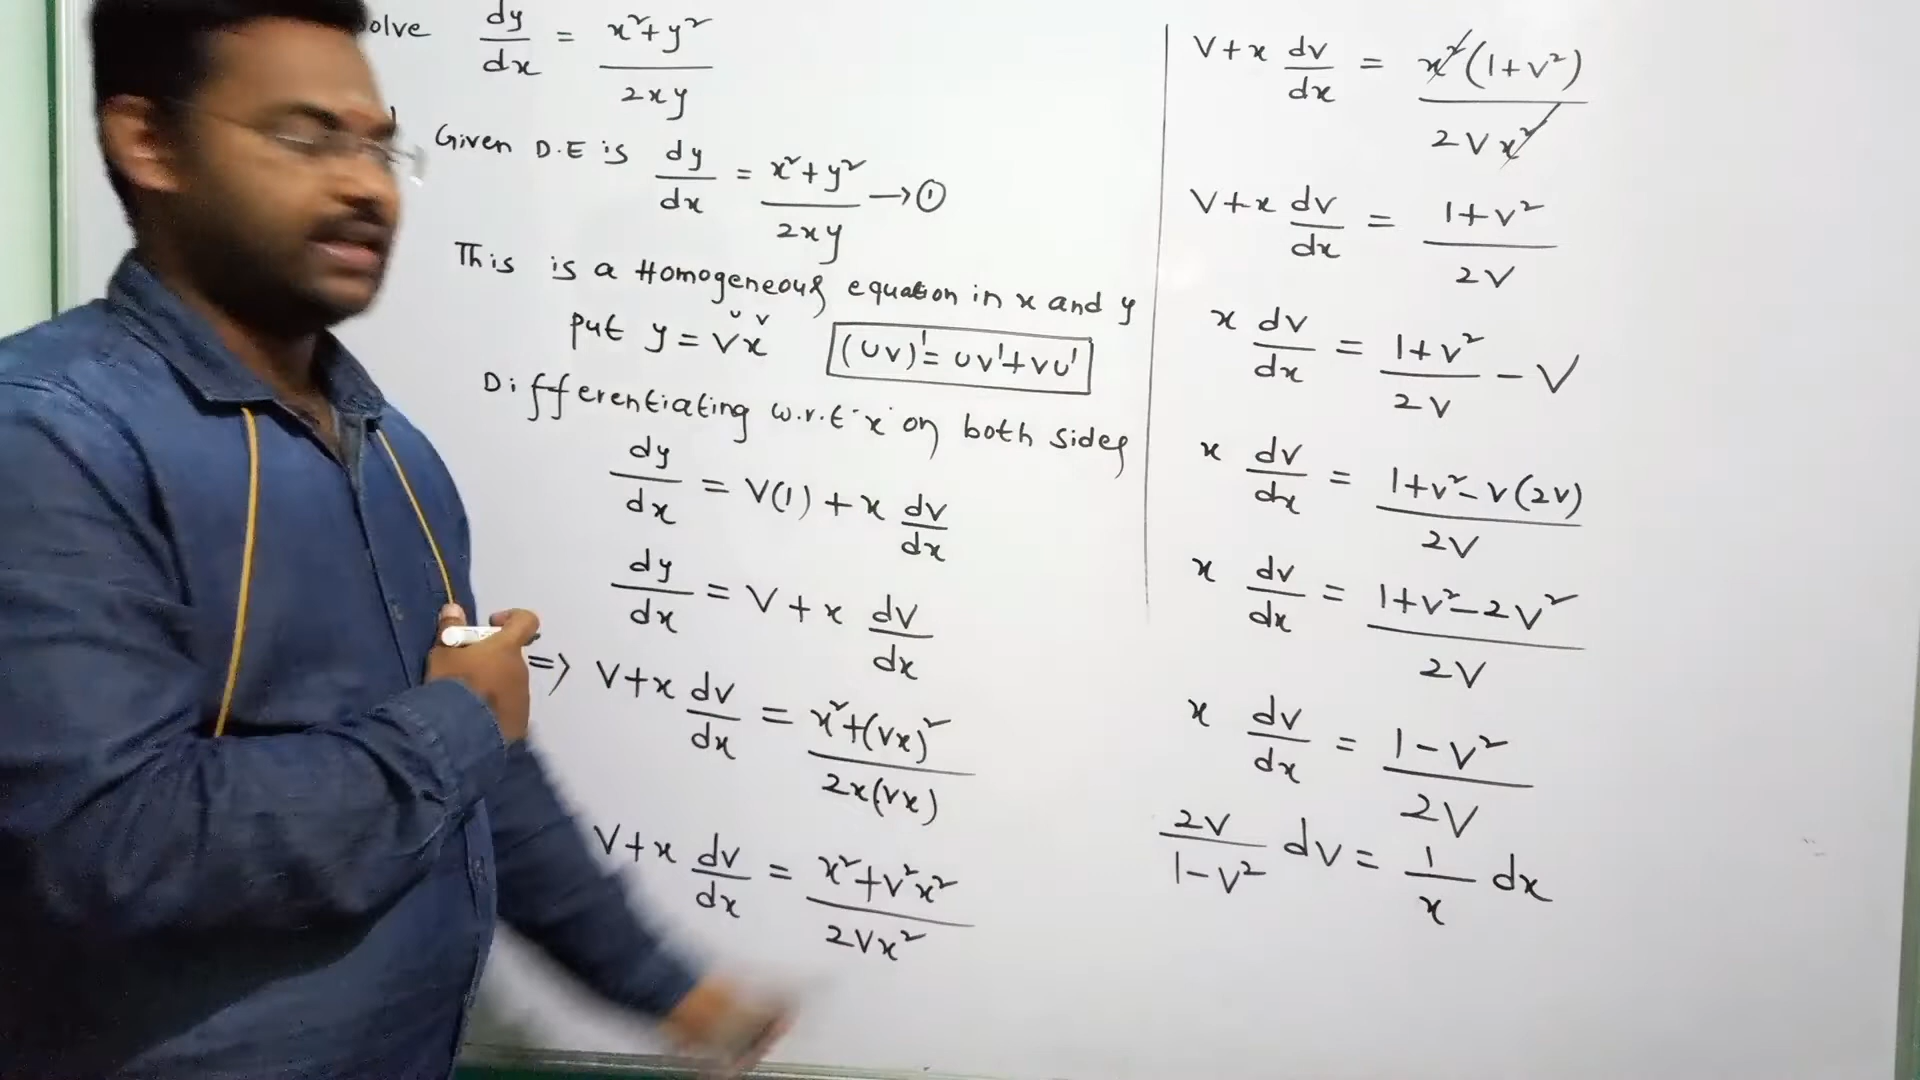 olve dy/dx = x²+y²/2xy
Given D.E is dy/dx = x²+y²/2xy → ①
This is a Homogeneous equation in x and y
put y = vx (uv)' = uv'+vu'
u v
Differentiating w.r.t 'x' on both sides
dy/dx = v(1) + x dv/dx
dy/dx = v + x dv/dx
=> v+x dv/dx = x²+(vx)²/2x(vx)
v+x dv/dx = x²+v²x²/2vx²
v+x dv/dx = x²(1+v²)/2vx²
v+x dv/dx = 1+v²/2v
x dv/dx = 1+v²/2v - v
x dv/dx = 1+v²-v(2v)/2v
x dv/dx = 1+v²-2v²/2v
x dv/dx = 1-v²/2v
2v/1-v² dv = 1/x dx